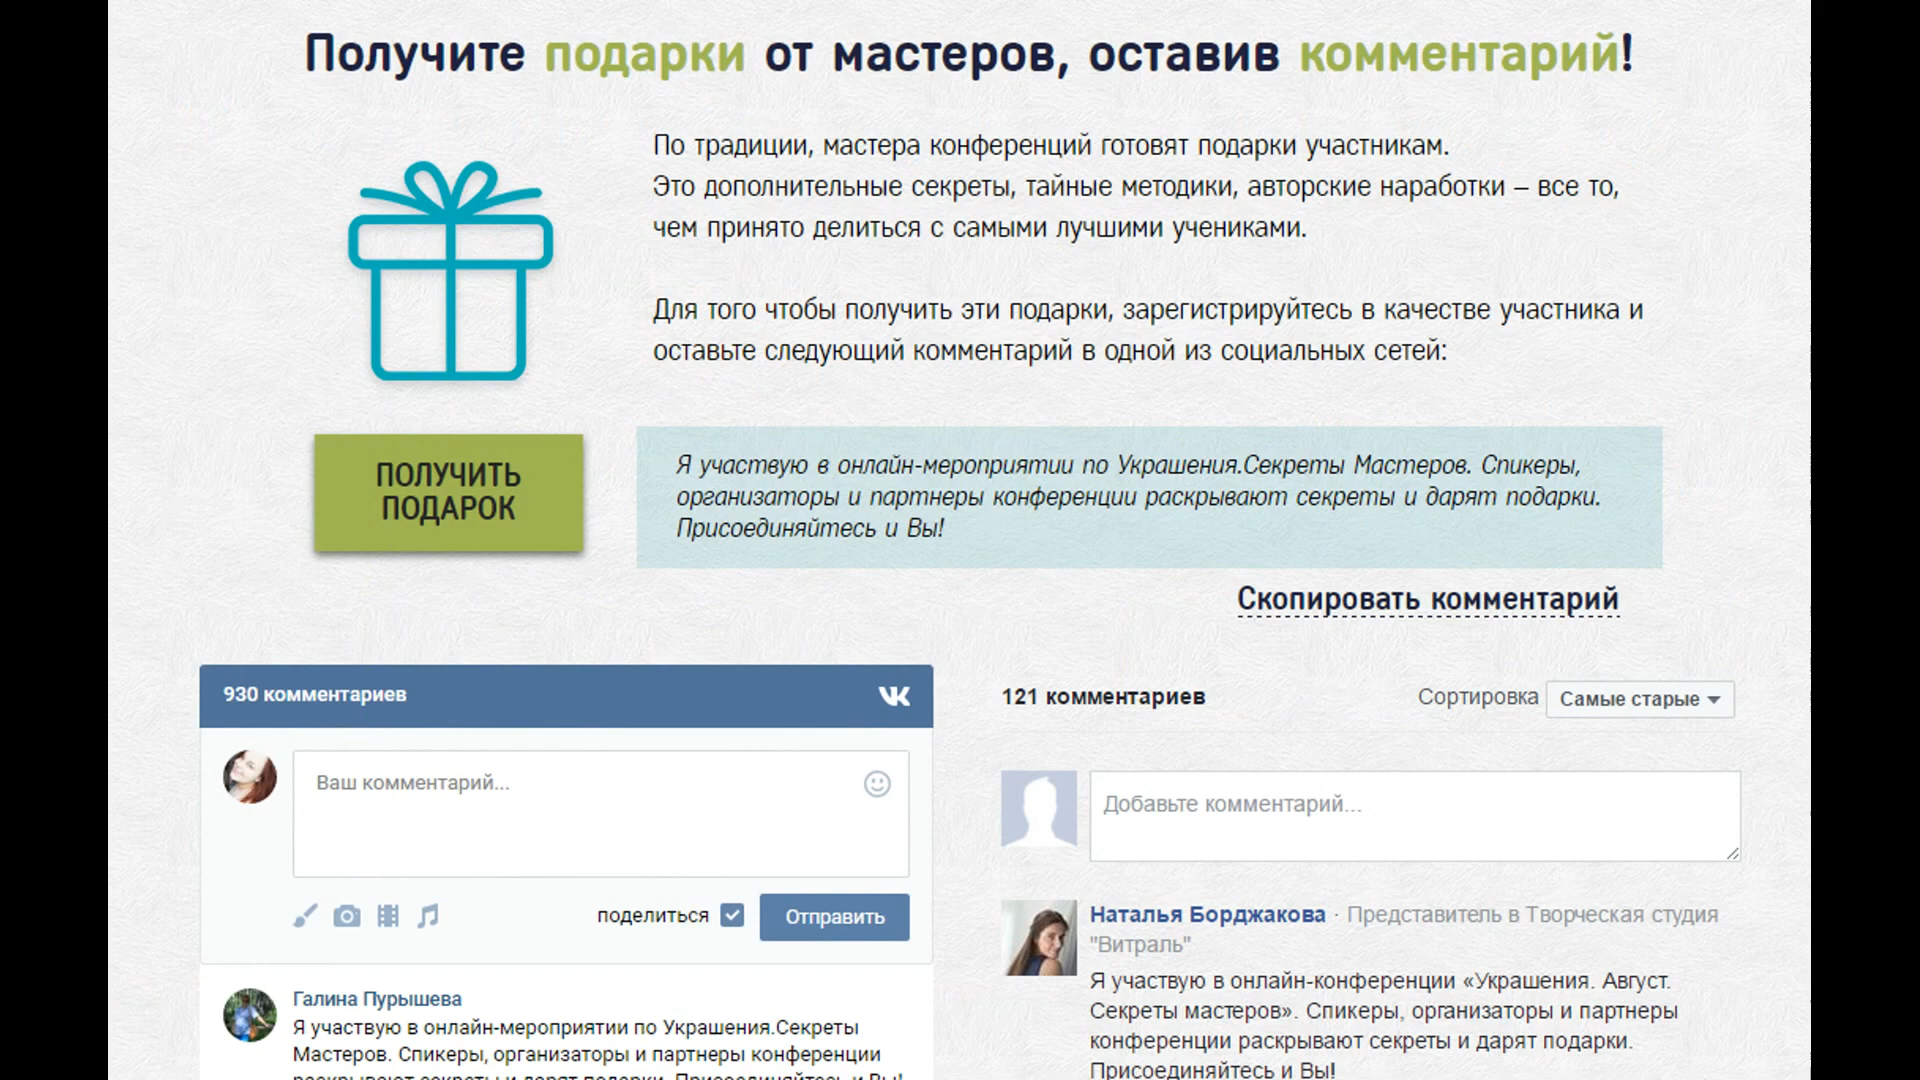 Получите подарки от мастеров, оставив комментарий!
По традиции, мастера конференций готовят подарки участникам.
Это дополнительные секреты, тайные методики, авторские наработки – все то,
чем принято делиться с самыми лучшими учениками.
Для того чтобы получить эти подарки, зарегистрируйтесь в качестве участника и
оставьте следующий комментарий в одной из социальных сетей:
ПОЛУЧИТЬ
ПОДАРОК
Я участвую в онлайн-мероприятии по Украшения.Секреты Мастеров. Спикеры,
организаторы и партнеры конференции раскрывают секреты и дарят подарки.
Присоединяйтесь и Вы!
Скопировать комментарий
930 комментариев
Ваш комментарий...
поделиться
Отправить
Галина Пурышева
Я участвую в онлайн-мероприятии по Украшения.Секреты
Мастеров. Спикеры, организаторы и партнеры конференции
раскрывают секреты и дарят подарки. Присоединяйтесь и Вы!
121 комментариев
Сортировка Самые старые
Добавьте комментарий...
Наталья Борджакова · Представитель в Творческая студия
"Витраль"
Я участвую в онлайн-конференции «Украшения. Август.
Секреты мастеров». Спикеры, организаторы и партнеры
конференции раскрывают секреты и дарят подарки.
Присоединяйтесь и Вы!